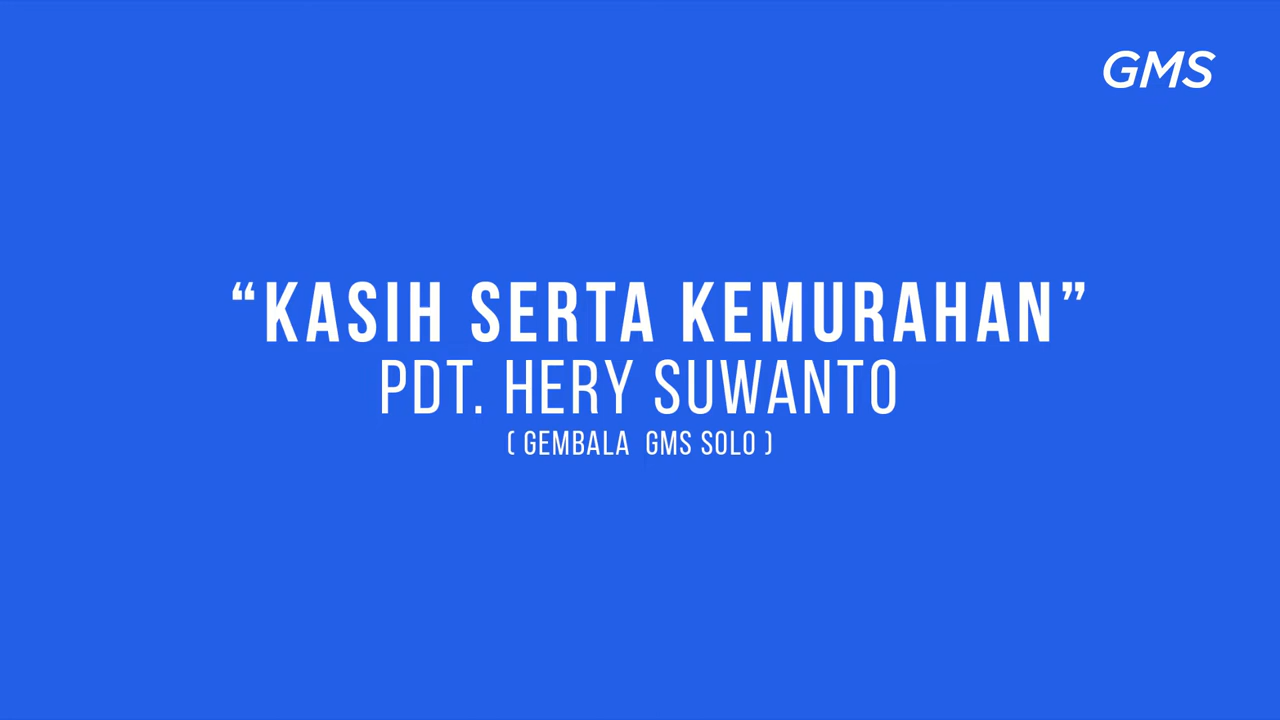 GMS
“KASIH SERTA KEMURAHAN”
PDT. HERY SUWANTO
( GEMBALA  GMS SOLO )